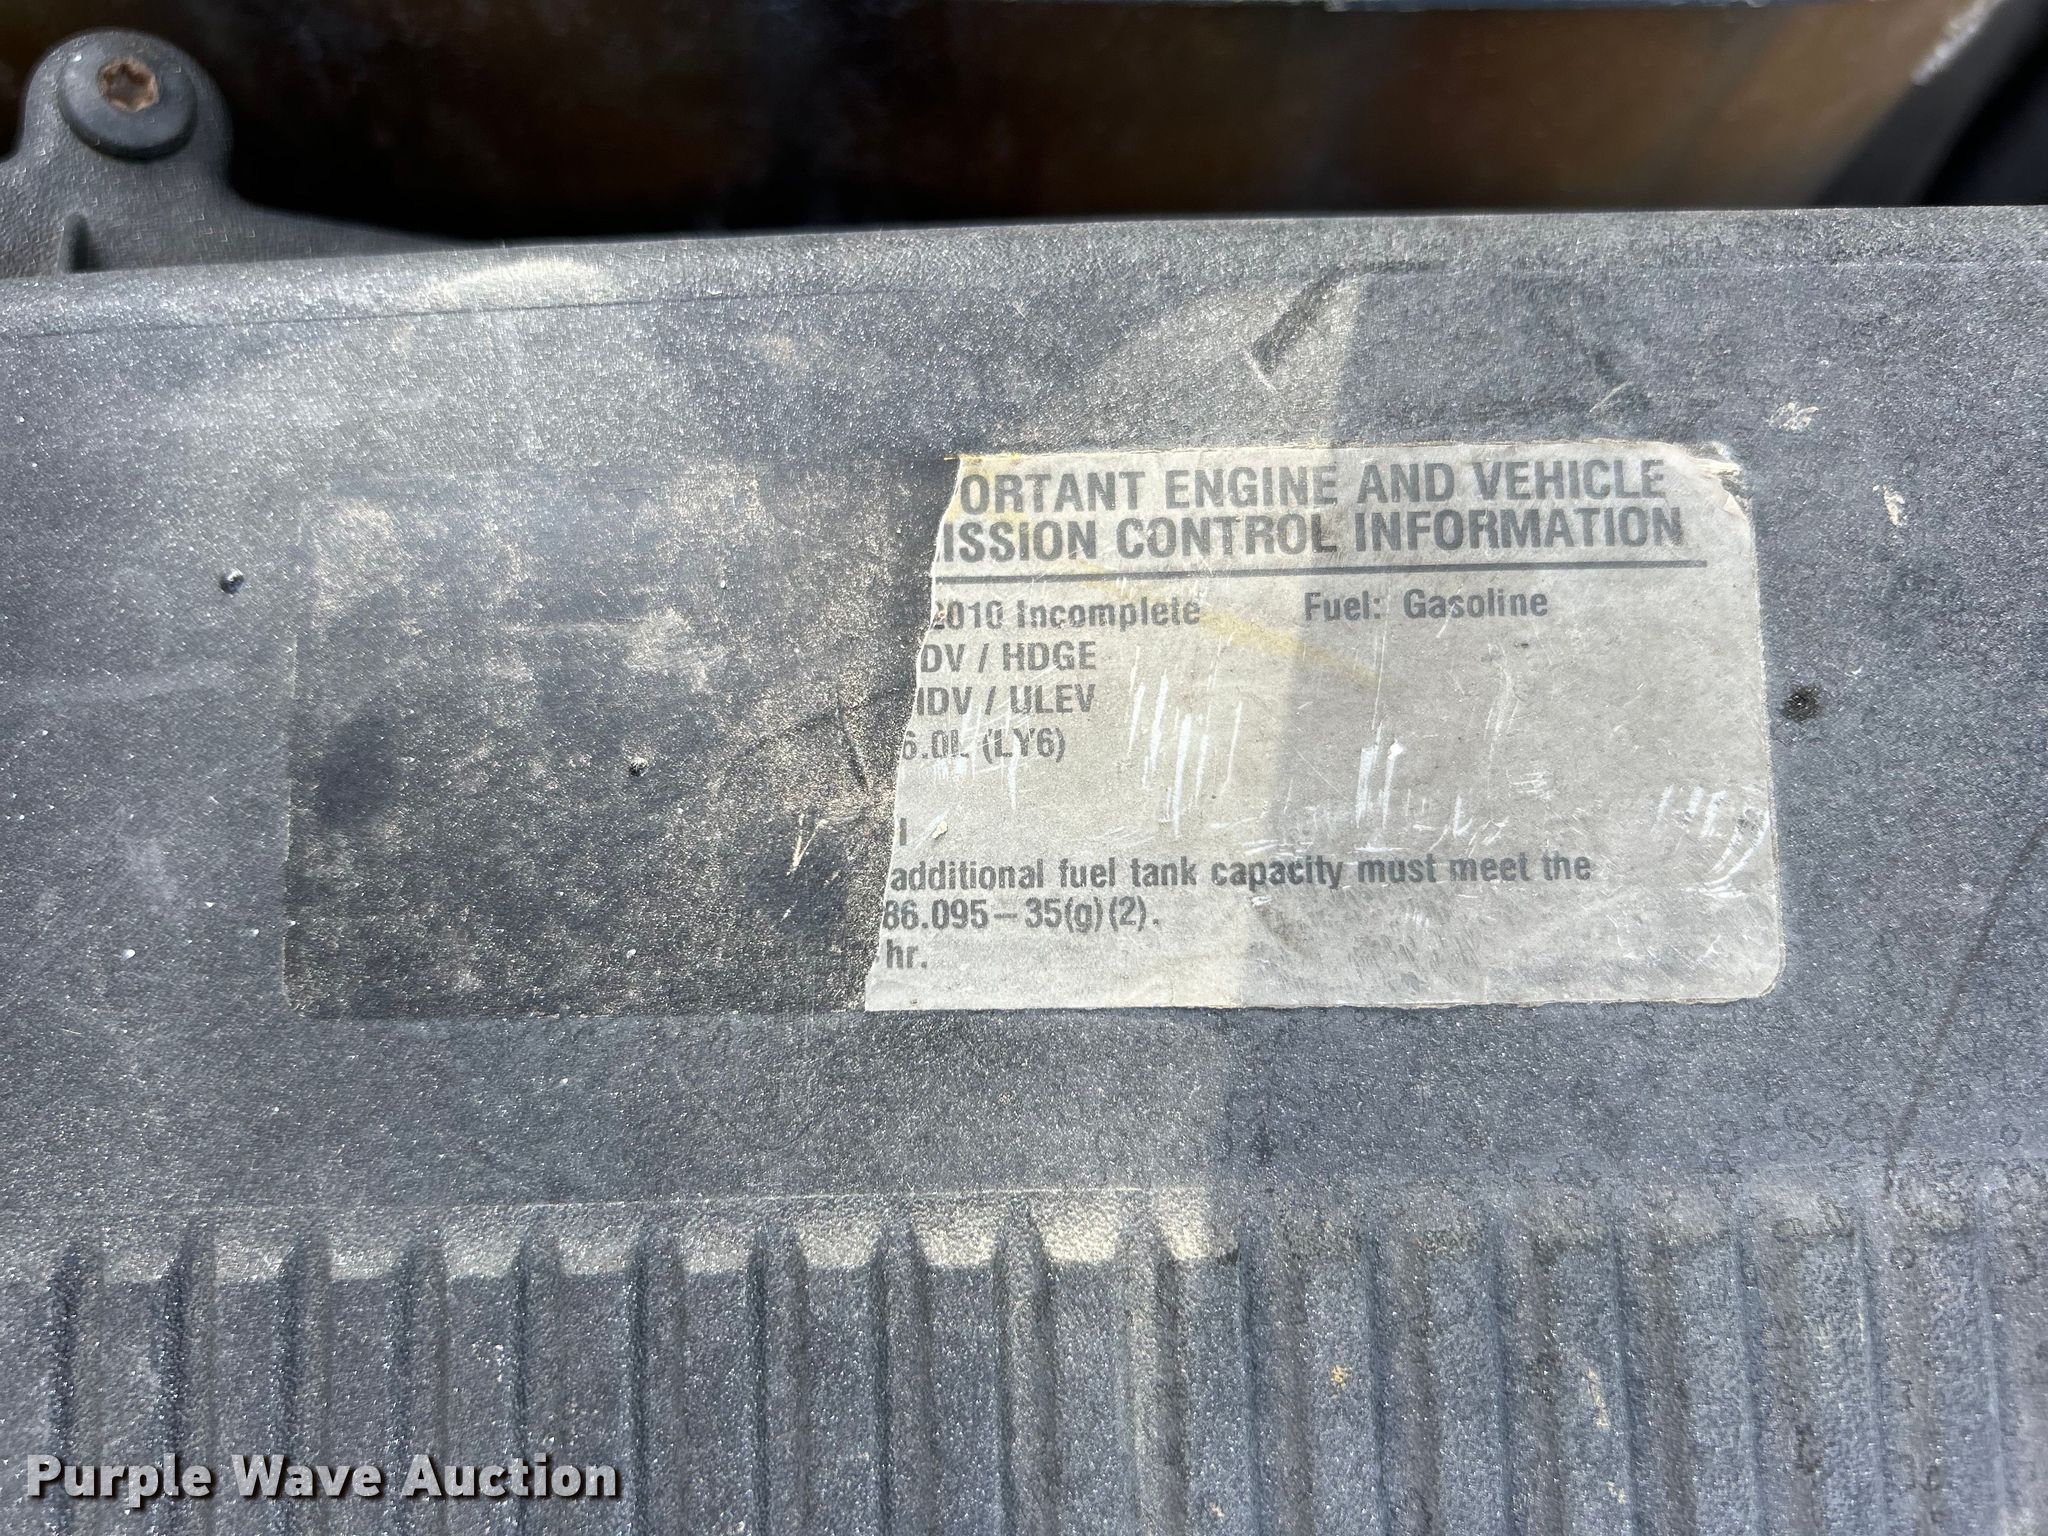 ORTANT ENGINE AND VEHICLE
ISSION CONTROL INFORMATION
2010 Incomplete Fuel: Gasoline
DV / HDGE
HDV / ULEV
6.0L (LY6)
I
additional fuel tank capacity must meet the
86.095-35(g)(2).
hr.
Purple Wave Auction